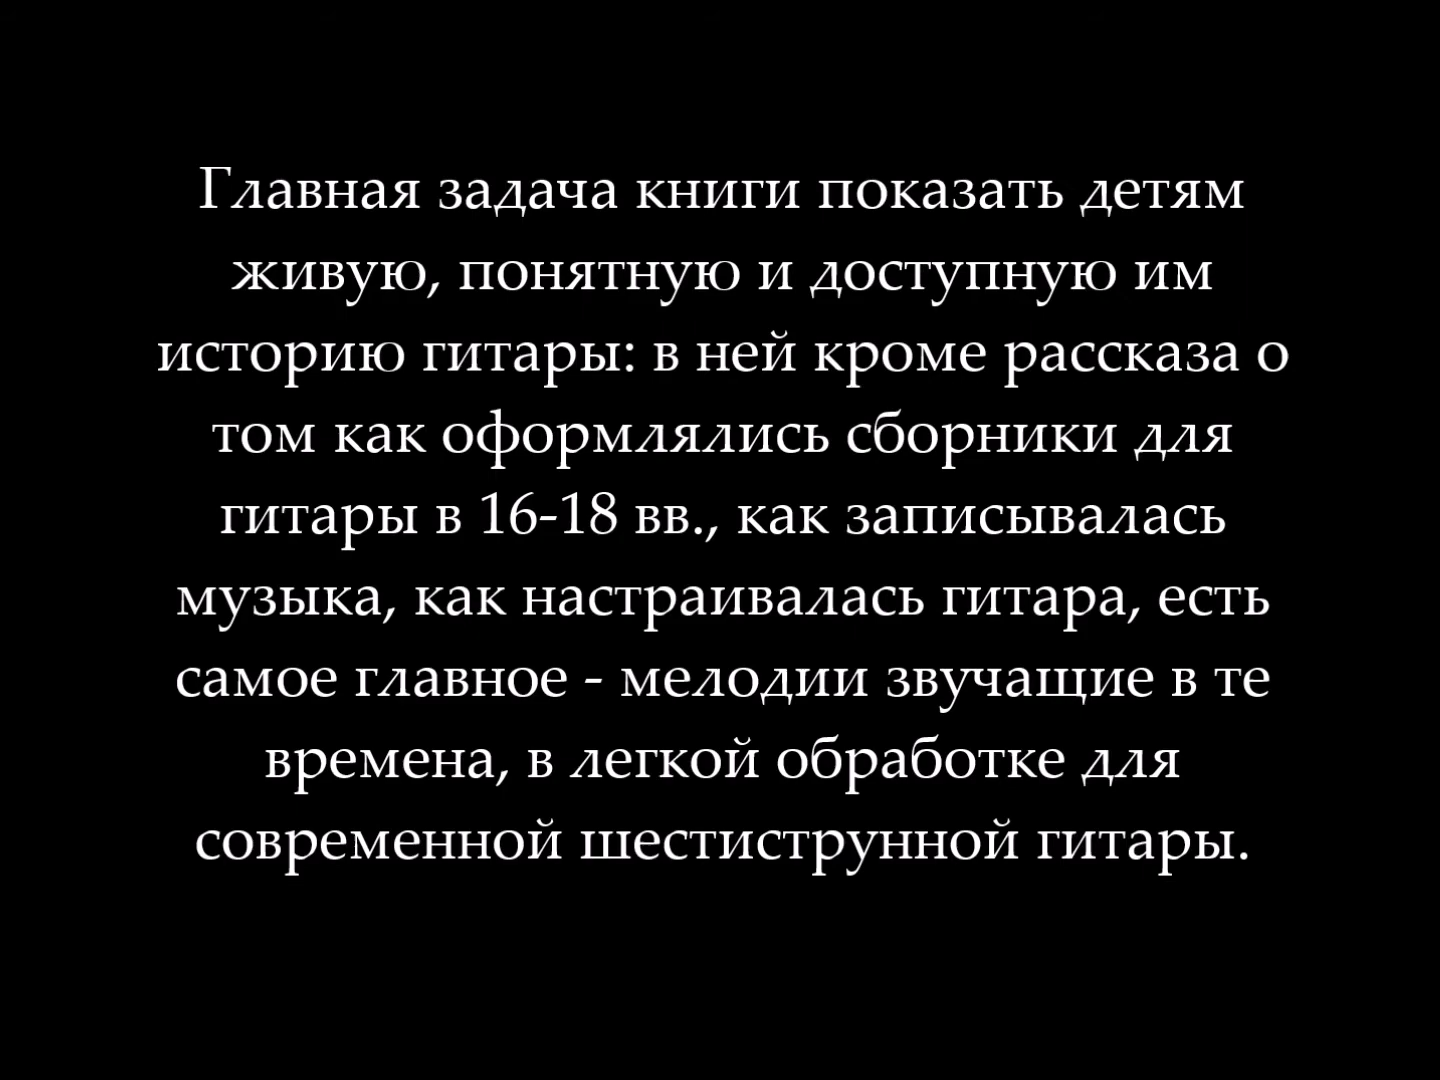 Главная задача книги показать детям
живую, понятную и доступную им
историю гитары: в ней кроме рассказа о
том как оформлялись сборники для
гитары в 16-18 вв., как записывалась
музыка, как настраивалась гитара, есть
самое главное - мелодии звучащие в те
времена, в легкой обработке для
современной шестиструнной гитары.